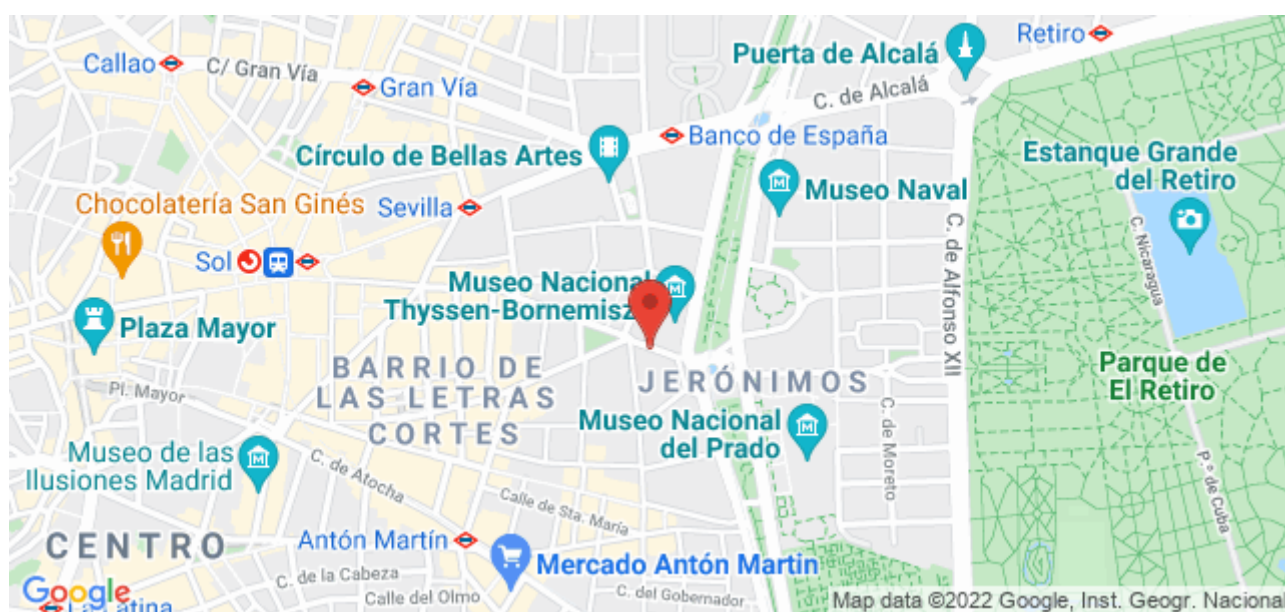 Callao
C/ Gran Vía
Gran Vía
Puerta de Alcalá
Retiro
C. de Alcalá
Banco de España
Círculo de Bellas Artes
Estanque Grande
del Retiro
Museo Naval
Chocolatería San Ginés
Sevilla
Sol
C. Nicaragua
C. de Alfonso XII
Museo Nacional
Thyssen-Bornemisz
Plaza Mayor
BARRIO DE
LAS LETRAS
CORTES
JERÓNIMOS
Parque de
El Retiro
Pl. Mayor
Museo Nacional
del Prado
C. de Moreto
Museo de las
Ilusiones Madrid
C. de Atocha
Calle de Sta. María
P.º de Cuba
CENTRO
Antón Martín
Mercado Antón Martin
C. de la Cabeza
Calle del Olmo
C. del Gobernador
Google
Latina
Map data ©2022 Google, Inst. Geogr. Naciona